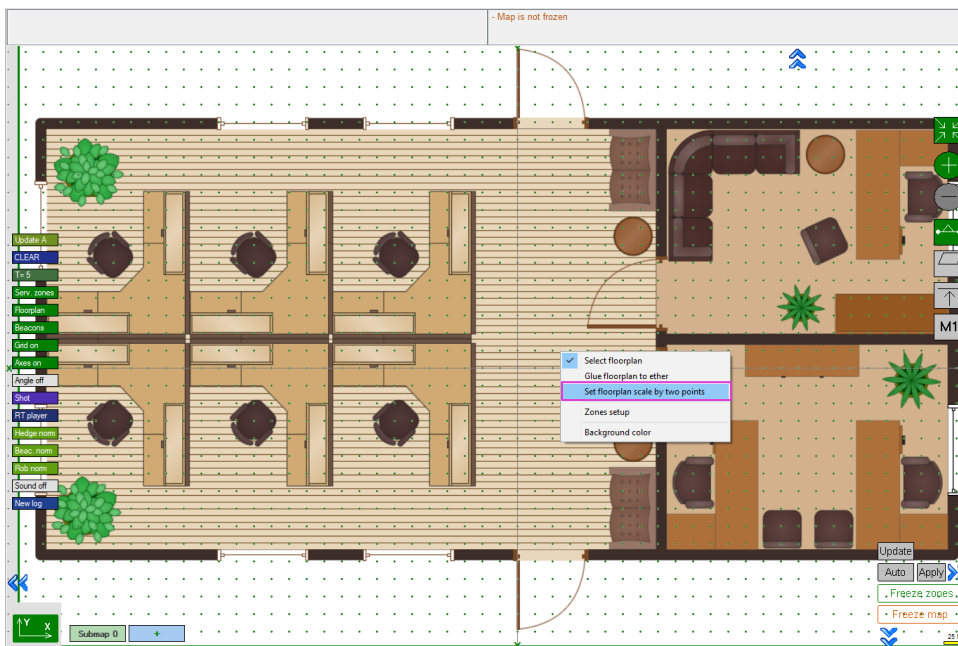 - Map is not frozen
Update A
CLEAR
T= 5
Serv. zones
Floorplan
Beacons
Grid on
Axes on
Angle off
Shot
RT player
Hedge norm
Beac. norm
Rob norm
Sound off
New log
Select floorplan
Glue floorplan to ether
Set floorplan scale by two points
Zones setup
Background color
M1
Update
Auto Apply
Freeze zones
Freeze map
Y X
Submap 0 +
25